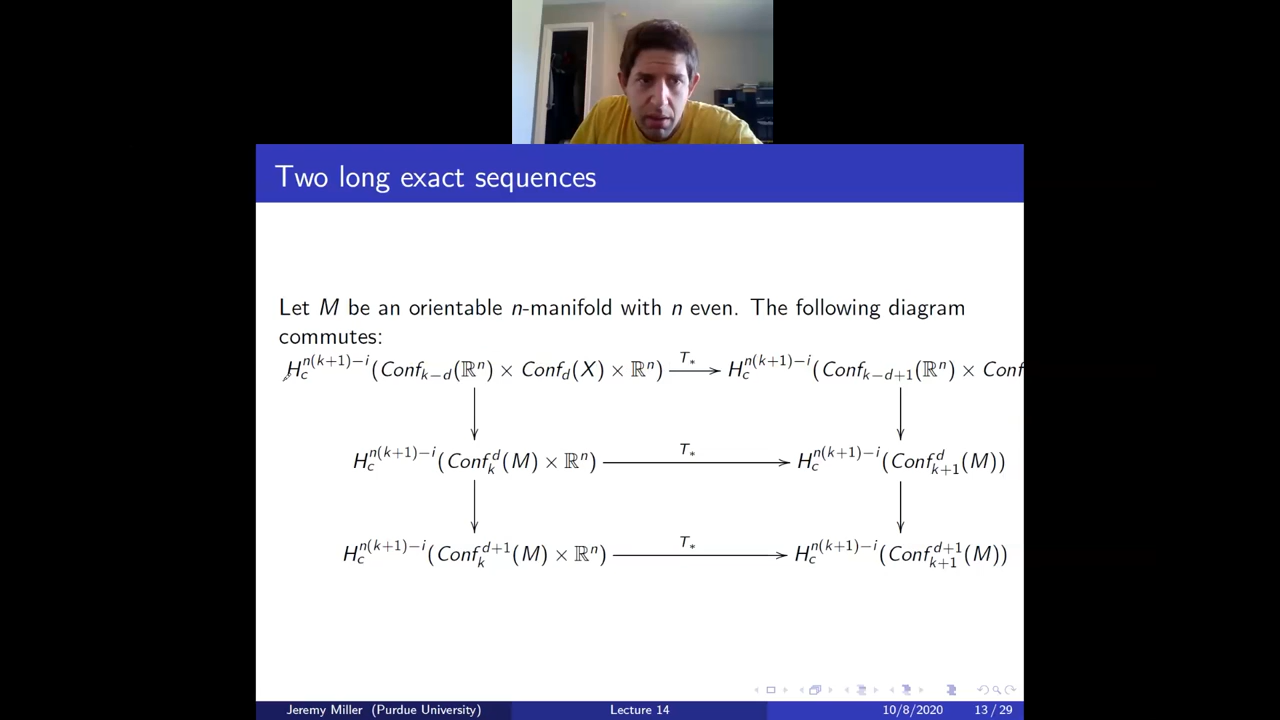 Two long exact sequences
Let M be an orientable n-manifold with n even. The following diagram
commutes:
H_c^{n(k+1)−i}(Conf_{k−d}(ℝ^n) × Conf_d(X) × ℝ^n) T_* H_c^{n(k+1)−i}(Conf_{k−d+1}(ℝ^n) × Conf
H_c^{n(k+1)−i}(Conf_k^d(M) × ℝ^n) T_* H_c^{n(k+1)−i}(Conf_{k+1}^d(M))
H_c^{n(k+1)−i}(Conf_k^{d+1}(M) × ℝ^n) T_* H_c^{n(k+1)−i}(Conf_{k+1}^{d+1}(M))
Jeremy Miller (Purdue University) Lecture 14 10/8/2020 13 / 29